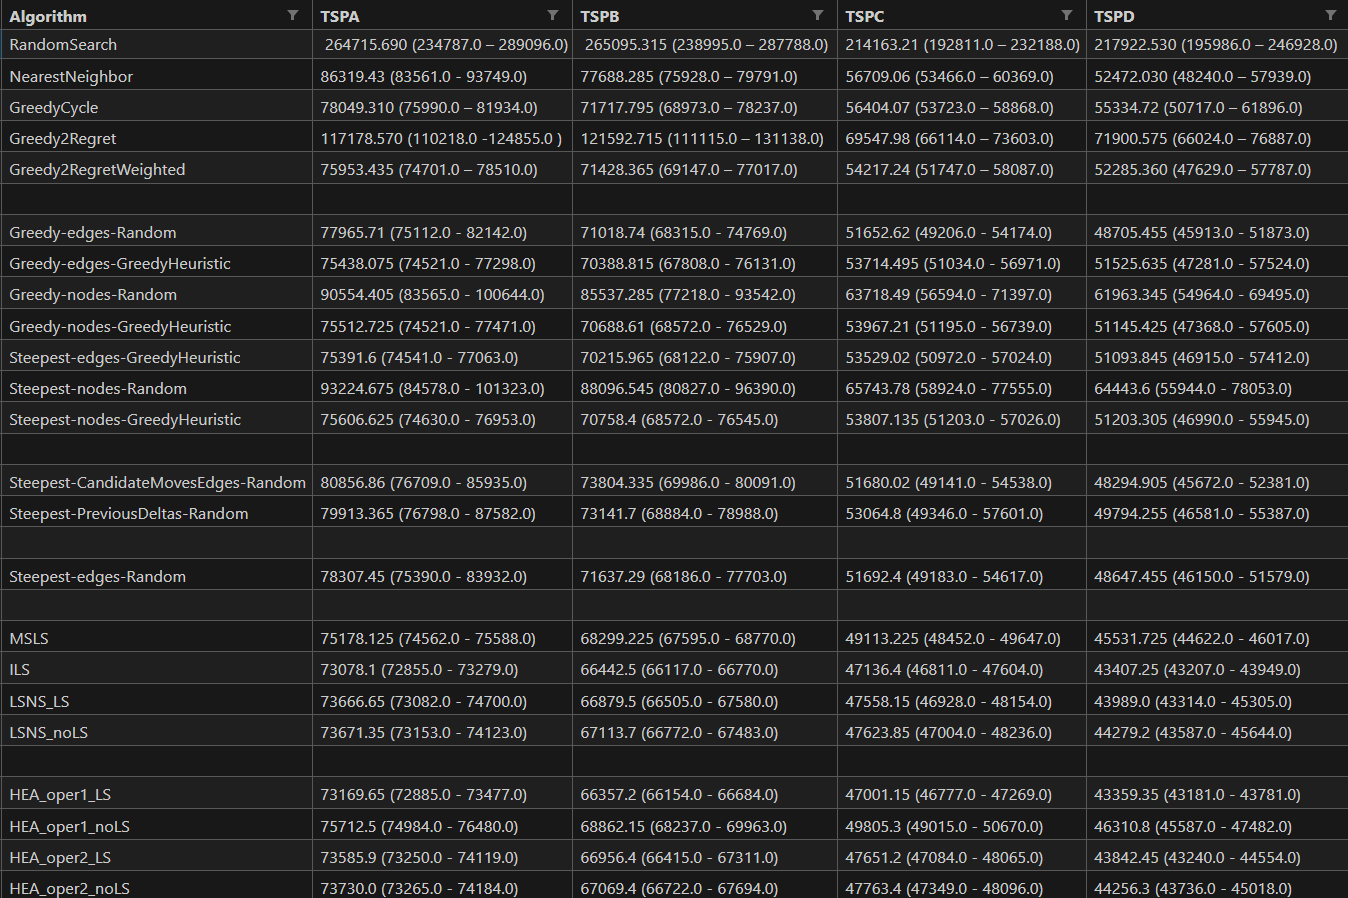 Algorithm TSPA TSPB TSPC TSPD
RandomSearch 264715.690 (234787.0 – 289096.0) 265095.315 (238995.0 – 287788.0) 214163.21 (192811.0 – 232188.0) 217922.530 (195986.0 – 246928.0)
NearestNeighbor 86319.43 (83561.0 - 93749.0) 77688.285 (75928.0 – 79791.0) 56709.06 (53466.0 – 60369.0) 52472.030 (48240.0 – 57939.0)
GreedyCycle 78049.310 (75990.0 – 81934.0) 71717.795 (68973.0 – 78237.0) 56404.07 (53723.0 – 58868.0) 55334.72 (50717.0 – 61896.0)
Greedy2Regret 117178.570 (110218.0 -124855.0 ) 121592.715 (111115.0 – 131138.0) 69547.98 (66114.0 – 73603.0) 71900.575 (66024.0 – 76887.0)
Greedy2RegretWeighted 75953.435 (74701.0 – 78510.0) 71428.365 (69147.0 – 77017.0) 54217.24 (51747.0 – 58087.0) 52285.360 (47629.0 – 57787.0)
Greedy-edges-Random 77965.71 (75112.0 - 82142.0) 71018.74 (68315.0 - 74769.0) 51652.62 (49206.0 - 54174.0) 48705.455 (45913.0 - 51873.0)
Greedy-edges-GreedyHeuristic 75438.075 (74521.0 - 77298.0) 70388.815 (67808.0 - 76131.0) 53714.495 (51034.0 - 56971.0) 51525.635 (47281.0 - 57524.0)
Greedy-nodes-Random 90554.405 (83565.0 - 100644.0) 85537.285 (77218.0 - 93542.0) 63718.49 (56594.0 - 71397.0) 61963.345 (54964.0 - 69495.0)
Greedy-nodes-GreedyHeuristic 75512.725 (74521.0 - 77471.0) 70688.61 (68572.0 - 76529.0) 53967.21 (51195.0 - 56739.0) 51145.425 (47368.0 - 57605.0)
Steepest-edges-GreedyHeuristic 75391.6 (74541.0 - 77063.0) 70215.965 (68122.0 - 75907.0) 53529.02 (50972.0 - 57024.0) 51093.845 (46915.0 - 57412.0)
Steepest-nodes-Random 93224.675 (84578.0 - 101323.0) 88096.545 (80827.0 - 96390.0) 65743.78 (58924.0 - 77555.0) 64443.6 (55944.0 - 78053.0)
Steepest-nodes-GreedyHeuristic 75606.625 (74630.0 - 76953.0) 70758.4 (68572.0 - 76545.0) 53807.135 (51203.0 - 57026.0) 51203.305 (46990.0 - 55945.0)
Steepest-CandidateMovesEdges-Random 80856.86 (76709.0 - 85935.0) 73804.335 (69986.0 - 80091.0) 51680.02 (49141.0 - 54538.0) 48294.905 (45672.0 - 52381.0)
Steepest-PreviousDeltas-Random 79913.365 (76798.0 - 87582.0) 73141.7 (68884.0 - 78988.0) 53064.8 (49346.0 - 57601.0) 49794.255 (46581.0 - 55387.0)
Steepest-edges-Random 78307.45 (75390.0 - 83932.0) 71637.29 (68186.0 - 77703.0) 51692.4 (49183.0 - 54617.0) 48647.455 (46150.0 - 51579.0)
MSLS 75178.125 (74562.0 - 75588.0) 68299.225 (67595.0 - 68770.0) 49113.225 (48452.0 - 49647.0) 45531.725 (44622.0 - 46017.0)
ILS 73078.1 (72855.0 - 73279.0) 66442.5 (66117.0 - 66770.0) 47136.4 (46811.0 - 47604.0) 43407.25 (43207.0 - 43949.0)
LSNS_LS 73666.65 (73082.0 - 74700.0) 66879.5 (66505.0 - 67580.0) 47558.15 (46928.0 - 48154.0) 43989.0 (43314.0 - 45305.0)
LSNS_noLS 73671.35 (73153.0 - 74123.0) 67113.7 (66772.0 - 67483.0) 47623.85 (47004.0 - 48236.0) 44279.2 (43587.0 - 45644.0)
HEA_oper1_LS 73169.65 (72885.0 - 73477.0) 66357.2 (66154.0 - 66684.0) 47001.15 (46777.0 - 47269.0) 43359.35 (43181.0 - 43781.0)
HEA_oper1_noLS 75712.5 (74984.0 - 76480.0) 68862.15 (68237.0 - 69963.0) 49805.3 (49015.0 - 50670.0) 46310.8 (45587.0 - 47482.0)
HEA_oper2_LS 73585.9 (73250.0 - 74119.0) 66956.4 (66415.0 - 67311.0) 47651.2 (47084.0 - 48065.0) 43842.45 (43240.0 - 44554.0)
HEA_oper2_noLS 73730.0 (73265.0 - 74184.0) 67069.4 (66722.0 - 67694.0) 47763.4 (47349.0 - 48096.0) 44256.3 (43736.0 - 45018.0)